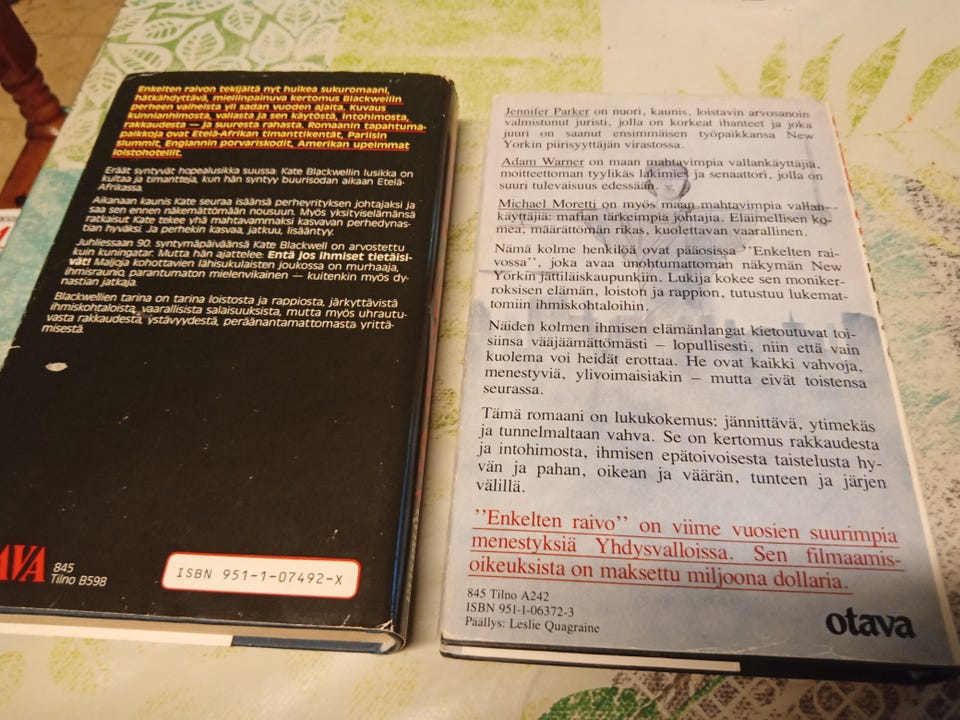 Enkelten raivon tekijältä nyt huikea sukuromaani,
hätkähdyttävä, mieliinpainuva kertomus Blackwellin
perheen vaiheista yli sadan vuoden ajalta. Kuvaus
kunnianhimosta, vallasta ja sen käytöstä, intohimosta,
rakkaudesta — ja suuresta rahasta. Romaanin tapahtuma-
paikkoja ovat Etelä-Afrikan timanttikentät, Pariisin
slummit, Englannin porvariskodit, Amerikan upeimmat
loistohotellit.
Eräät syntyvät hopealusikka suussa: Kate Blackwellin lusikka on
kultaa ja timantteja, kun hän syntyy buurisodan aikaan Etelä-
Afrikassa.
Aikanaan kaunis Kate seuraa isäänsä perheyrityksen johtajaksi ja
saa sen ennen näkemättömään nousuun. Myös yksityiselämänsä
ratkaisut Kate tekee yhä mahtavammaksi kasvavan perhedynas-
tian hyväksi. Ja perhekin kasvaa, jatkuu, lisääntyy.
Juhliessaan 90. syntymäpäiväänsä Kate Blackwell on arvostettu
kuin kuningatar. Mutta hän ajattelee: Entä jos ihmiset tietäisi-
vät! Maljoja kohottavien lähisukulaisten joukossa on murhaaja,
ihmisraunio, parantumaton mielenvikainen — kuitenkin myös dy-
nastian jatkaja.
Blackwellien tarina on tarina loistosta ja rappiosta, järkyttävistä
ihmiskohtaloista, vaarallisista salaisuuksista, mutta myös uhrautu-
vasta rakkaudesta, ystävyydestä, peräänantamattomasta yrittä-
misestä.
AVA
845
Tilno B598
ISBN 951-1-07492-X
Jennifer Parker on nuori, kaunis, loistavin arvosanoin
valmistunut juristi, jolla on korkeat ihanteet ja joka
juuri on saanut ensimmäisen työpaikkansa New
Yorkin piirisyyttäjän virastossa.
Adam Warner on maan mahtavimpia vallankäyttäjiä,
moitteettoman tyylikäs lakimies ja senaattori, jolla on
suuri tulevaisuus edessään.
Michael Moretti on myös maan mahtavimpia vallan-
käyttäjiä: mafian tärkeimpiä johtajia. Eläimellisen ko-
mea, määrättömän rikas, kuolettavan vaarallinen.
Nämä kolme henkilöä ovat pääosissa ''Enkelten rai-
vossa'', joka avaa unohtumattoman näkymän New
Yorkin jättiläiskaupunkiin. Lukija kokee sen moniker-
roksisen elämän, loiston ja rappion, tutustuu lukemat-
tomiin ihmiskohtaloihin.
Näiden kolmen ihmisen elämänlangat kietoutuvat toi-
siinsa vääjäämättömästi – lopullisesti, niin että vain
kuolema voi heidät erottaa. He ovat kaikki vahvoja,
menestyviä, ylivoimaisiakin – mutta eivät toistensa
seurassa.
Tämä romaani on lukukokemus: jännittävä, ytimekäs
ja tunnelmaltaan vahva. Se on kertomus rakkaudesta
ja intohimosta, ihmisen epätoivoisesta taistelusta hy-
vän ja pahan, oikean ja väärän, tunteen ja järjen
välillä.
''Enkelten raivo'' on viime vuosien suurimpia
menestyksiä Yhdysvalloissa. Sen filmaamis-
oikeuksista on maksettu miljoona dollaria.
845 Tilno A242
ISBN 951-1-06372-3
Päällys: Leslie Quagraine
otava